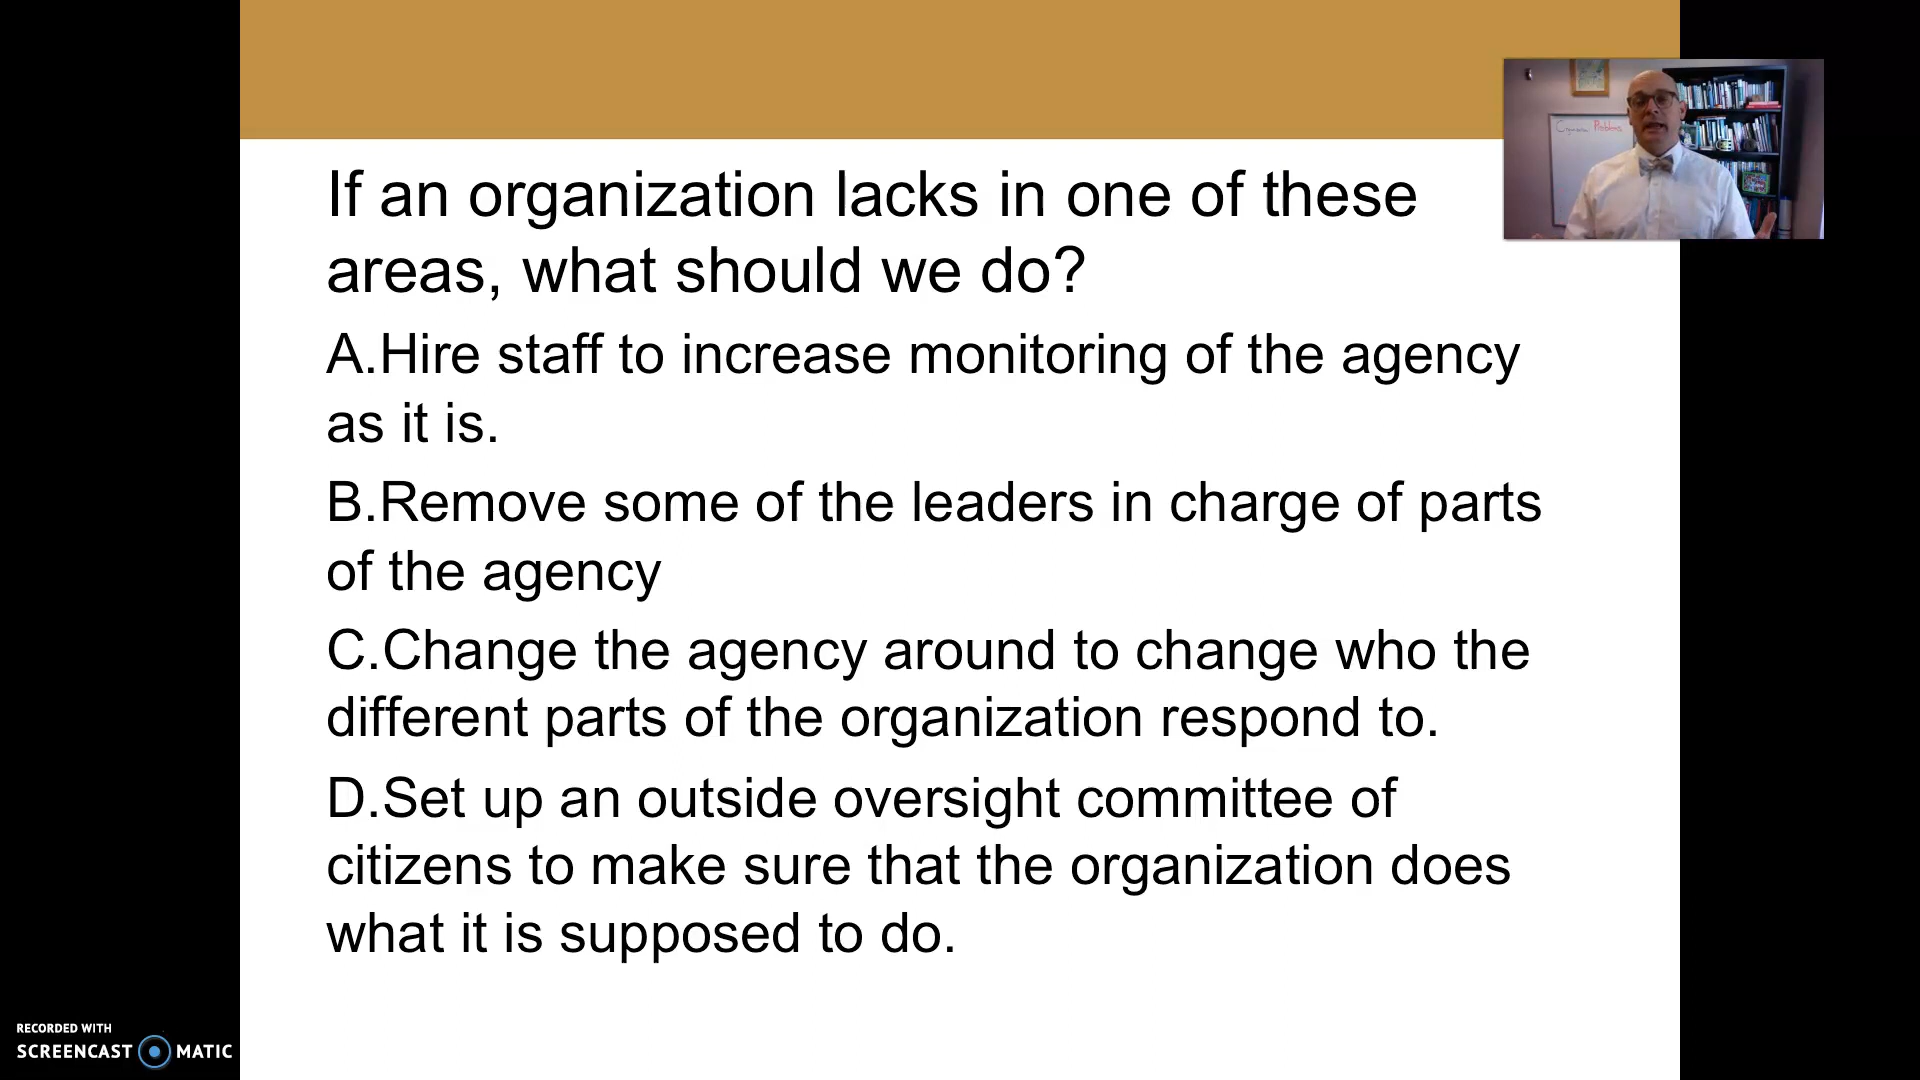 If an organization lacks in one of these
areas, what should we do?
A.Hire staff to increase monitoring of the agency
as it is.
B.Remove some of the leaders in charge of parts
of the agency
C.Change the agency around to change who the
different parts of the organization respond to.
D.Set up an outside oversight committee of
citizens to make sure that the organization does
what it is supposed to do.
Problems
RECORDED WITH
SCREENCAST MATIC